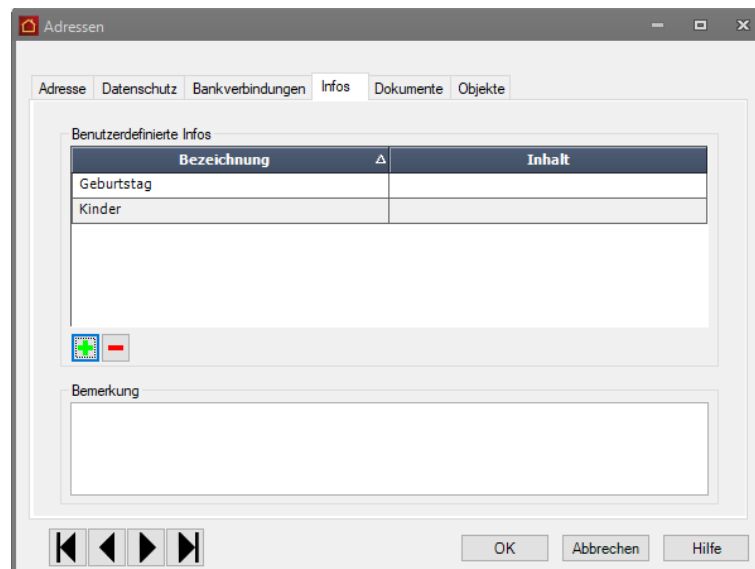 Adressen
Adresse Datenschutz Bankverbindungen Infos Dokumente Objekte
Benutzerdefinierte Infos
Bezeichnung Inhalt
Geburtstag
Kinder
Bemerkung
OK Abbrechen Hilfe